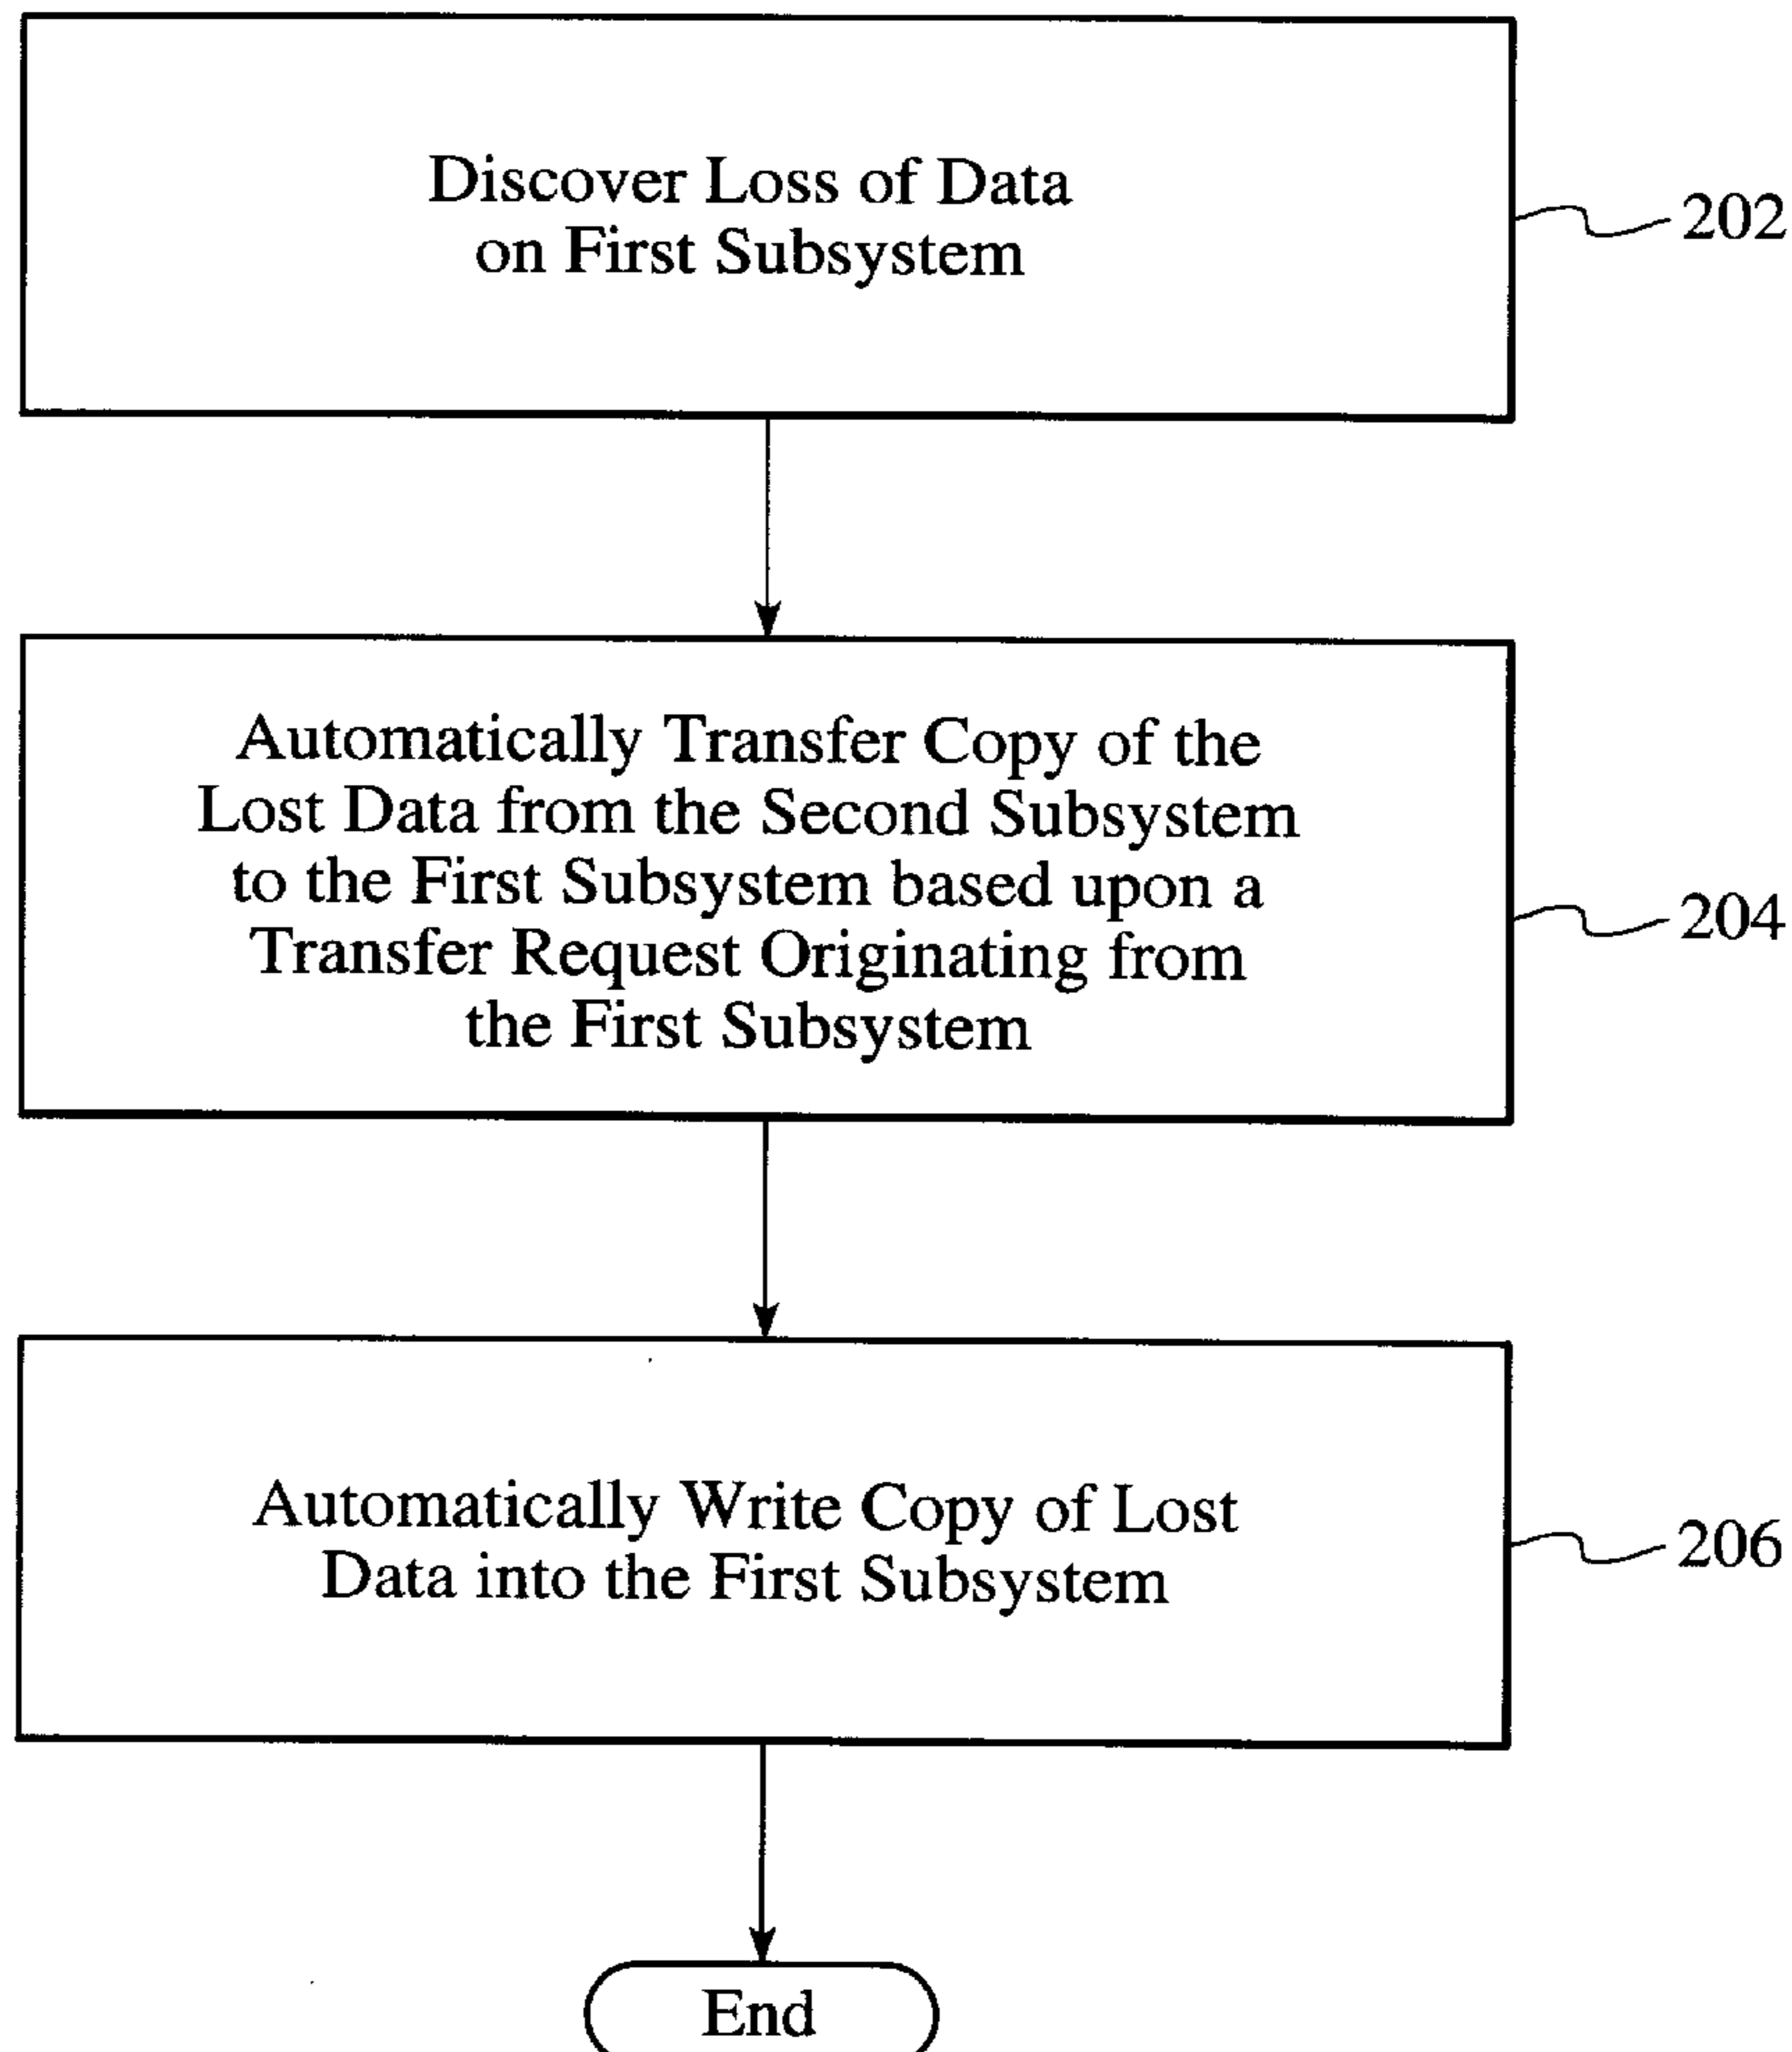 Discover Loss of Data
on First Subsystem
202
Automatically Transfer Copy of the
Lost Data from the Second Subsystem
to the First Subsystem based upon a
Transfer Request Originating from
the First Subsystem
204
Automatically Write Copy of Lost
Data into the First Subsystem
206
End